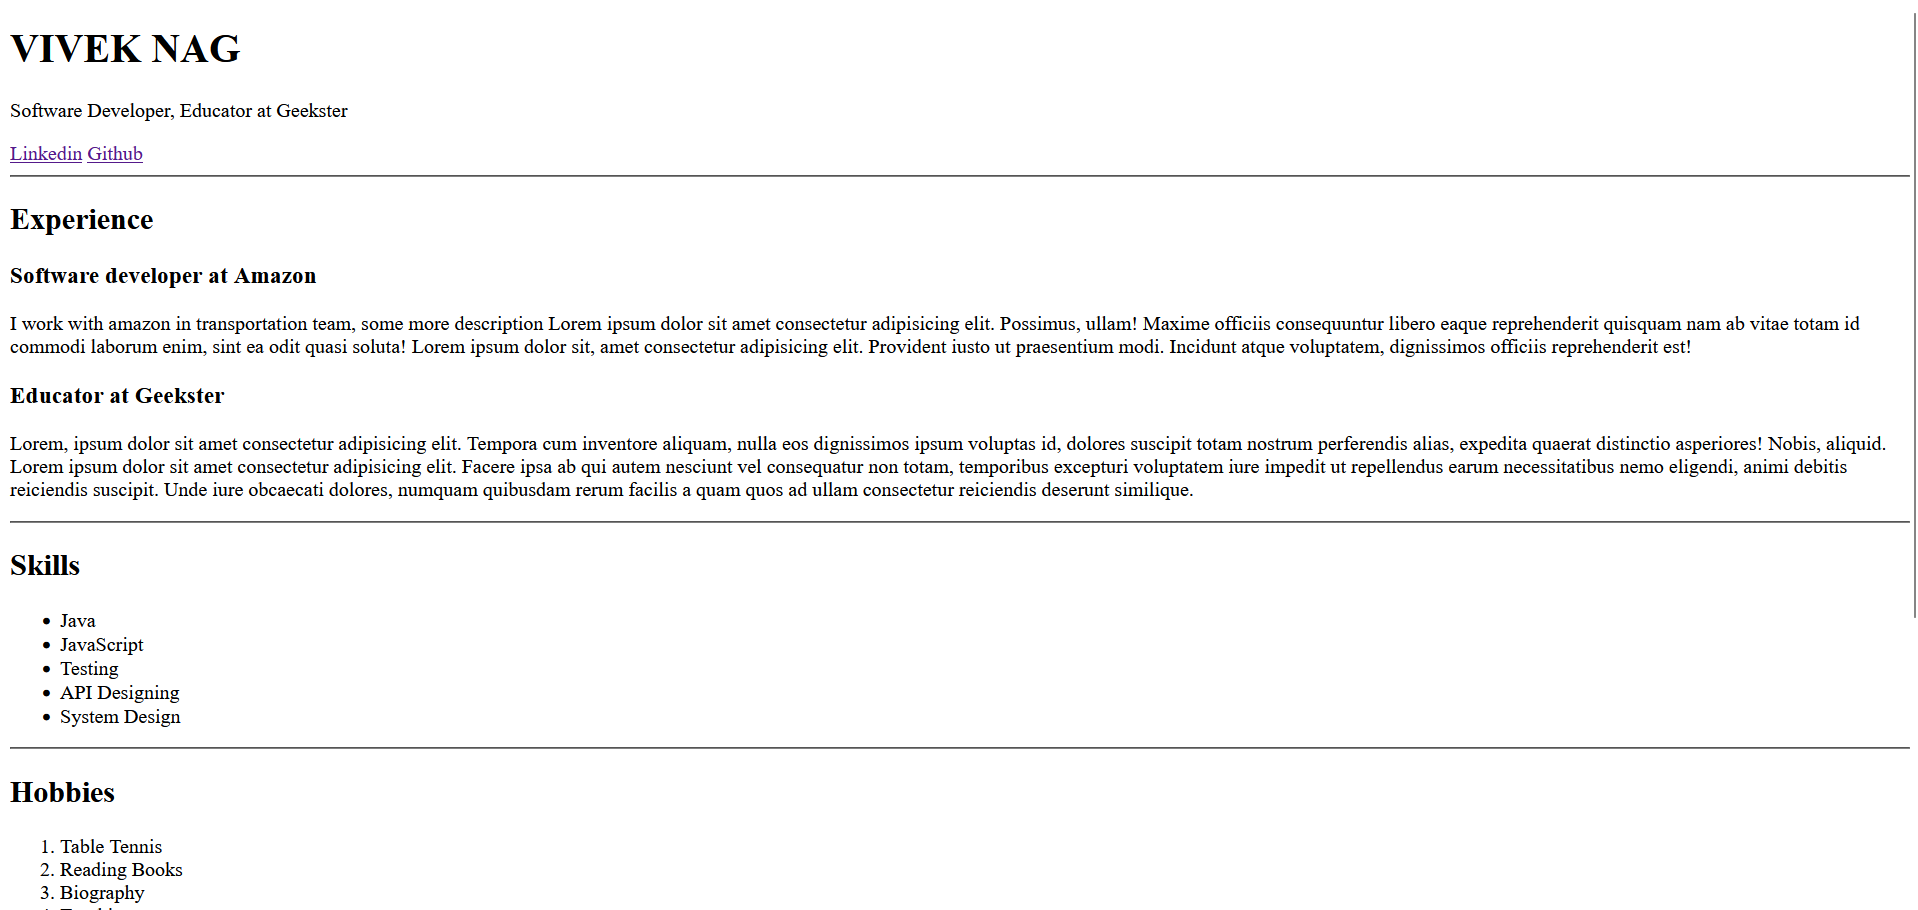 VIVEK NAG
Software Developer, Educator at Geekster
Linkedin Github
Experience
Software developer at Amazon
I work with amazon in transportation team, some more description Lorem ipsum dolor sit amet consectetur adipisicing elit. Possimus, ullam! Maxime officiis consequuntur libero eaque reprehenderit quisquam nam ab vitae totam id
commodi laborum enim, sint ea odit quasi soluta! Lorem ipsum dolor sit, amet consectetur adipisicing elit. Provident iusto ut praesentium modi. Incidunt atque voluptatem, dignissimos officiis reprehenderit est!
Educator at Geekster
Lorem, ipsum dolor sit amet consectetur adipisicing elit. Tempora cum inventore aliquam, nulla eos dignissimos ipsum voluptas id, dolores suscipit totam nostrum perferendis alias, expedita quaerat distinctio asperiores! Nobis, aliquid.
Lorem ipsum dolor sit amet consectetur adipisicing elit. Facere ipsa ab qui autem nesciunt vel consequatur non totam, temporibus excepturi voluptatem iure impedit ut repellendus earum necessitatibus nemo eligendi, animi debitis
reiciendis suscipit. Unde iure obcaecati dolores, numquam quibusdam rerum facilis a quam quos ad ullam consectetur reiciendis deserunt similique.
Skills
• Java
• JavaScript
• Testing
• API Designing
• System Design
Hobbies
1. Table Tennis
2. Reading Books
3. Biography